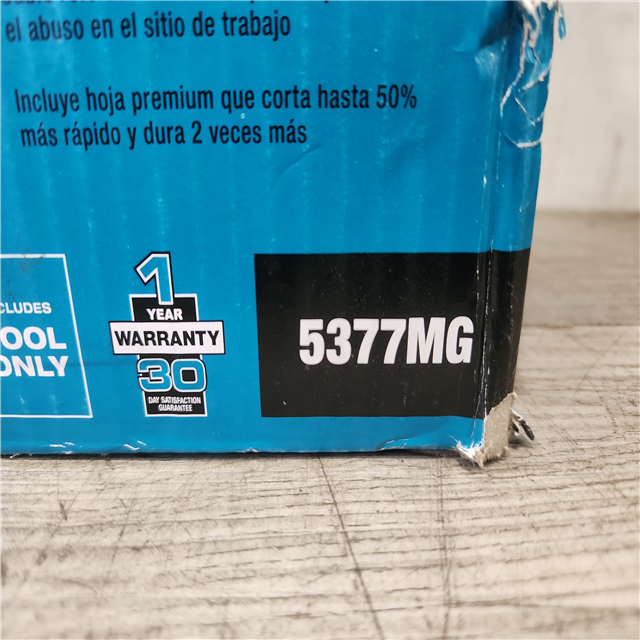 el abuso en el sitio de trabajo
Incluye hoja premium que corta hasta 50%
más rápido y dura 2 veces más
OOL
ONLY
1
YEAR
WARRANTY
30
DAY SATISFACTION
GUARANTEE
5377MG